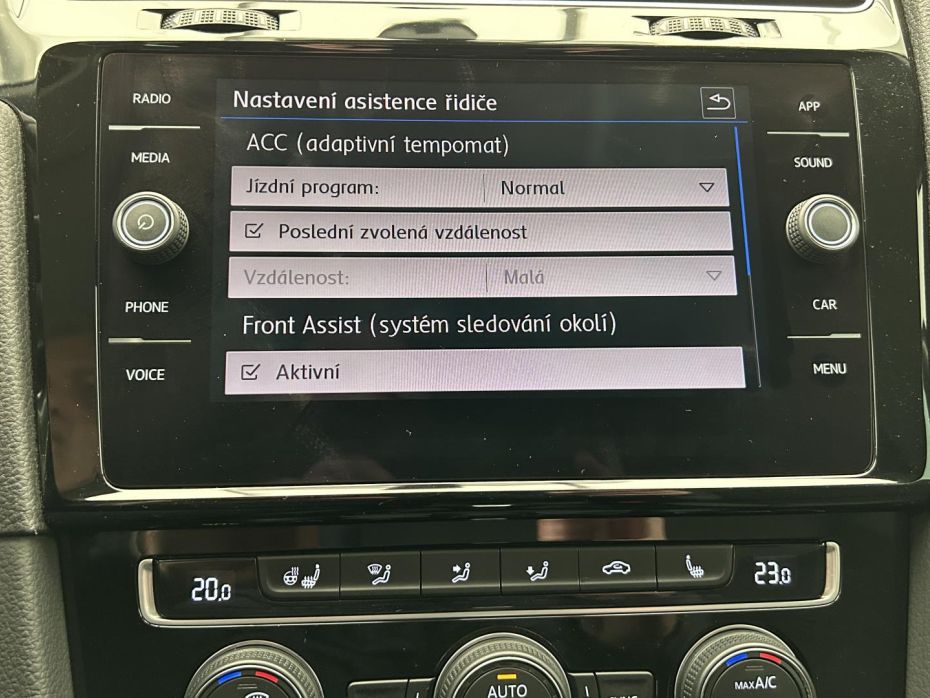 RADIO
MEDIA
PHONE
VOICE
Nastavení asistence řidiče
ACC (adaptivní tempomat)
Jízdní program: Normal
Poslední zvolená vzdálenost
Vzdálenost: Malá
Front Assist (systém sledování okolí)
Aktivní
APP
SOUND
CAR
MENU
20.0
23.0
AUTO
MAX A/C